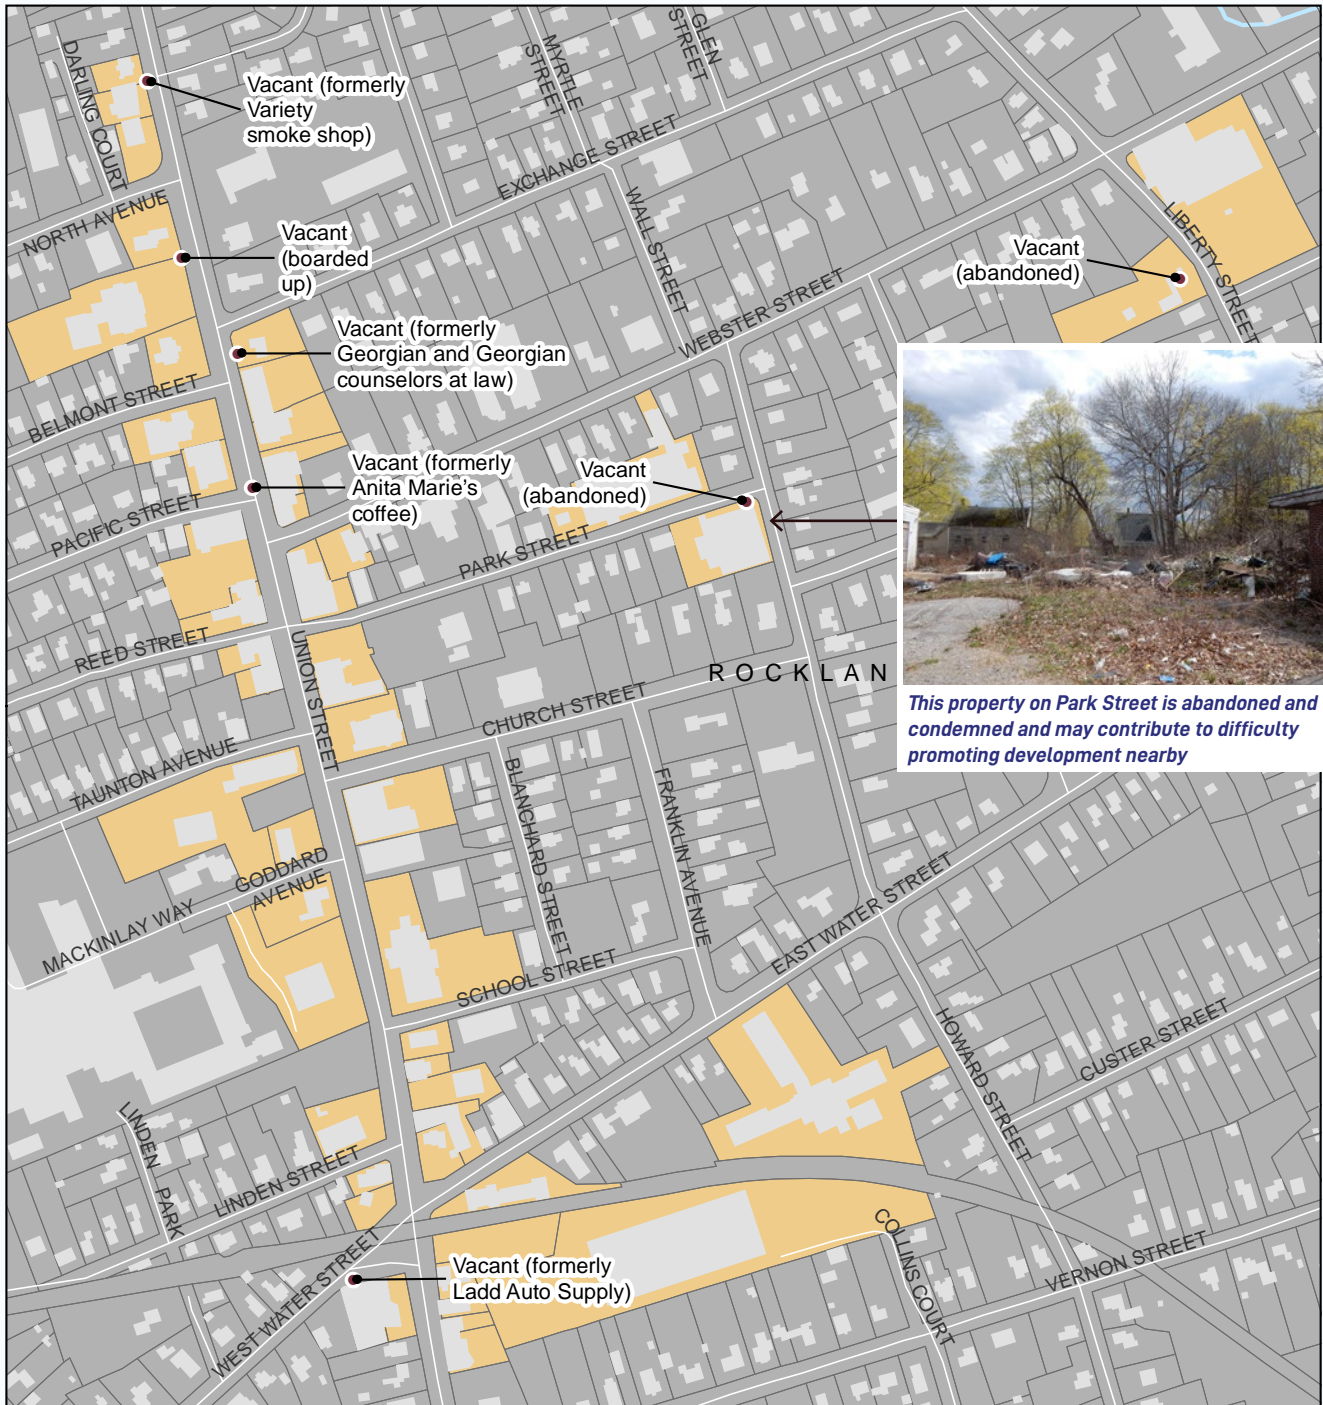 DARLING COURT
MYRTLE
STREET
GLEN
STREET
Vacant (formerly
Variety
smoke shop)
EXCHANGE STREET
NORTH AVENUE
WALL STREET
LIBERTY STREET
Vacant
(boarded
up)
Vacant
(abandoned)
WEBSTER STREET
Vacant (formerly
Georgian and Georgian
counselors at law)
BELMONT STREET
Vacant (formerly
Anita Marie's
coffee)
Vacant
(abandoned)
PACIFIC STREET
PARK STREET
REED STREET
UNION STREET
ROCKLAN
This property on Park Street is abandoned and
condemned and may contribute to difficulty
promoting development nearby
CHURCH STREET
TAUNTON AVENUE
BLANCHARD STREET
FRANKLIN AVENUE
GODDARD
AVENUE
MACKINLAY WAY
EAST WATER STREET
SCHOOL STREET
HOWARD STREET
CUSTER STREET
LINDEN PARK
LINDEN STREET
COLLINS COURT
VERNON STREET
WEST WATER STREET
Vacant (formerly
Ladd Auto Supply)